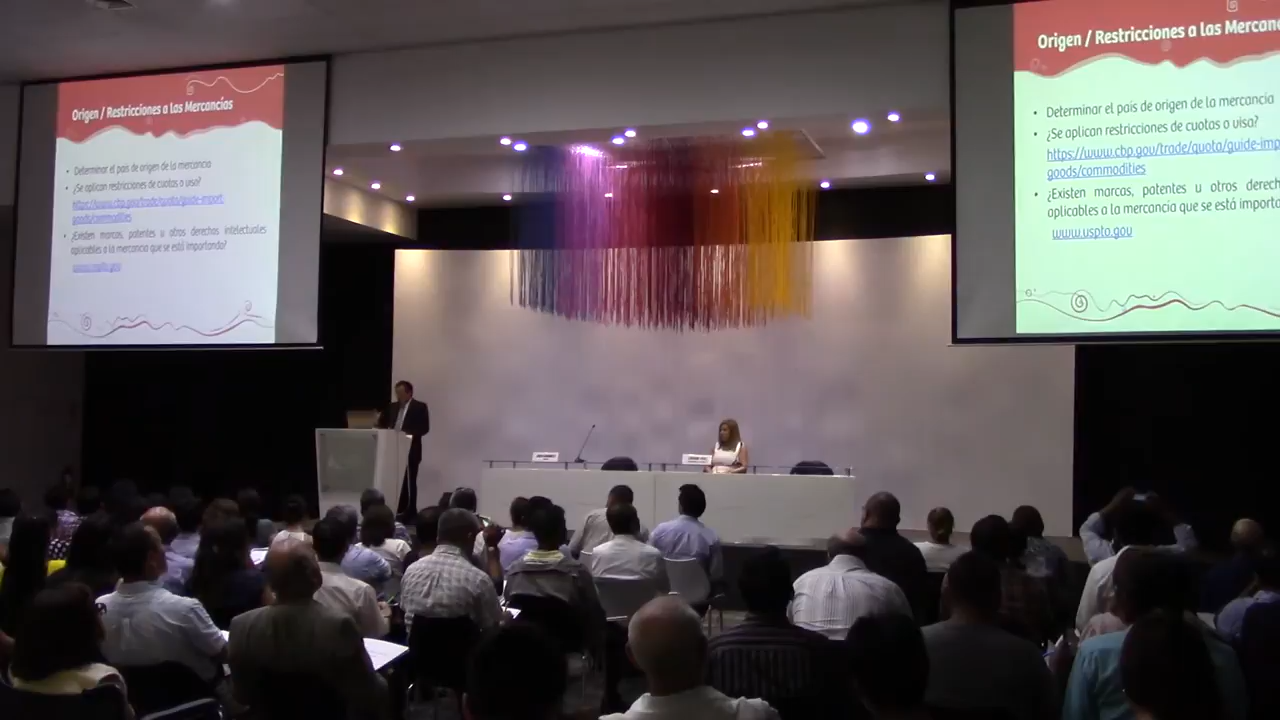 Origen / Restricciones a las Mercancías
• Determinar el país de origen de la mercancía
• ¿Se aplican restricciones de cuotas o visa?
https://www.cbp.gov/trade/quota/guide-import-
goods/commodities
• ¿Existen marcas, patentes u otros derechos intelectuales
aplicables a la mercancía que se está importando?
www.uspto.gov
Origen / Restricciones a las Mercan
• Determinar el país de origen de la mercancía
• ¿Se aplican restricciones de cuotas o visa?
https://www.cbp.gov/trade/quota/guide-imp
goods/commodities
• ¿Existen marcas, patentes u otros derech
aplicables a la mercancía que se está importa
www.uspto.gov